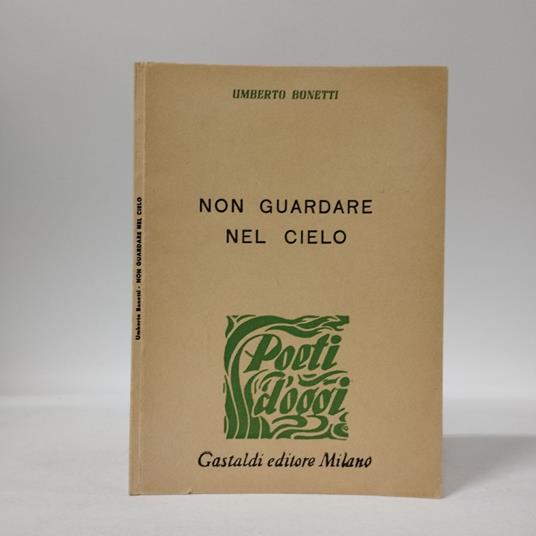 UMBERTO BONETTI
NON GUARDARE
NEL CIELO
Poeti
d'oggi
Gastaldi editore Milano
Umberto Bonetti - NON GUARDARE NEL CIELO